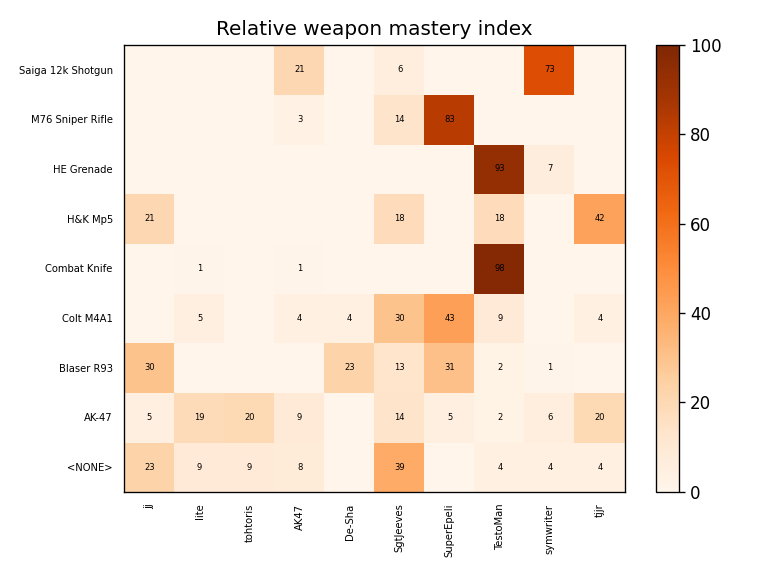 Relative weapon mastery index
Saiga 12k Shotgun 21 6 73
M76 Sniper Rifle 3 14 83
HE Grenade 93 7
H&K Mp5 21 18 18 42
Combat Knife 1 1 98
Colt M4A1 5 4 4 30 43 9 4
Blaser R93 30 23 13 31 2 1
AK-47 5 19 20 9 14 5 2 6 20
<NONE> 23 9 9 8 39 4 4 4
jj lite tohtoris AK47 De-Sha SgtJeeves SuperEpeli TestoMan symwriter tjjr
100
80
60
40
20
0